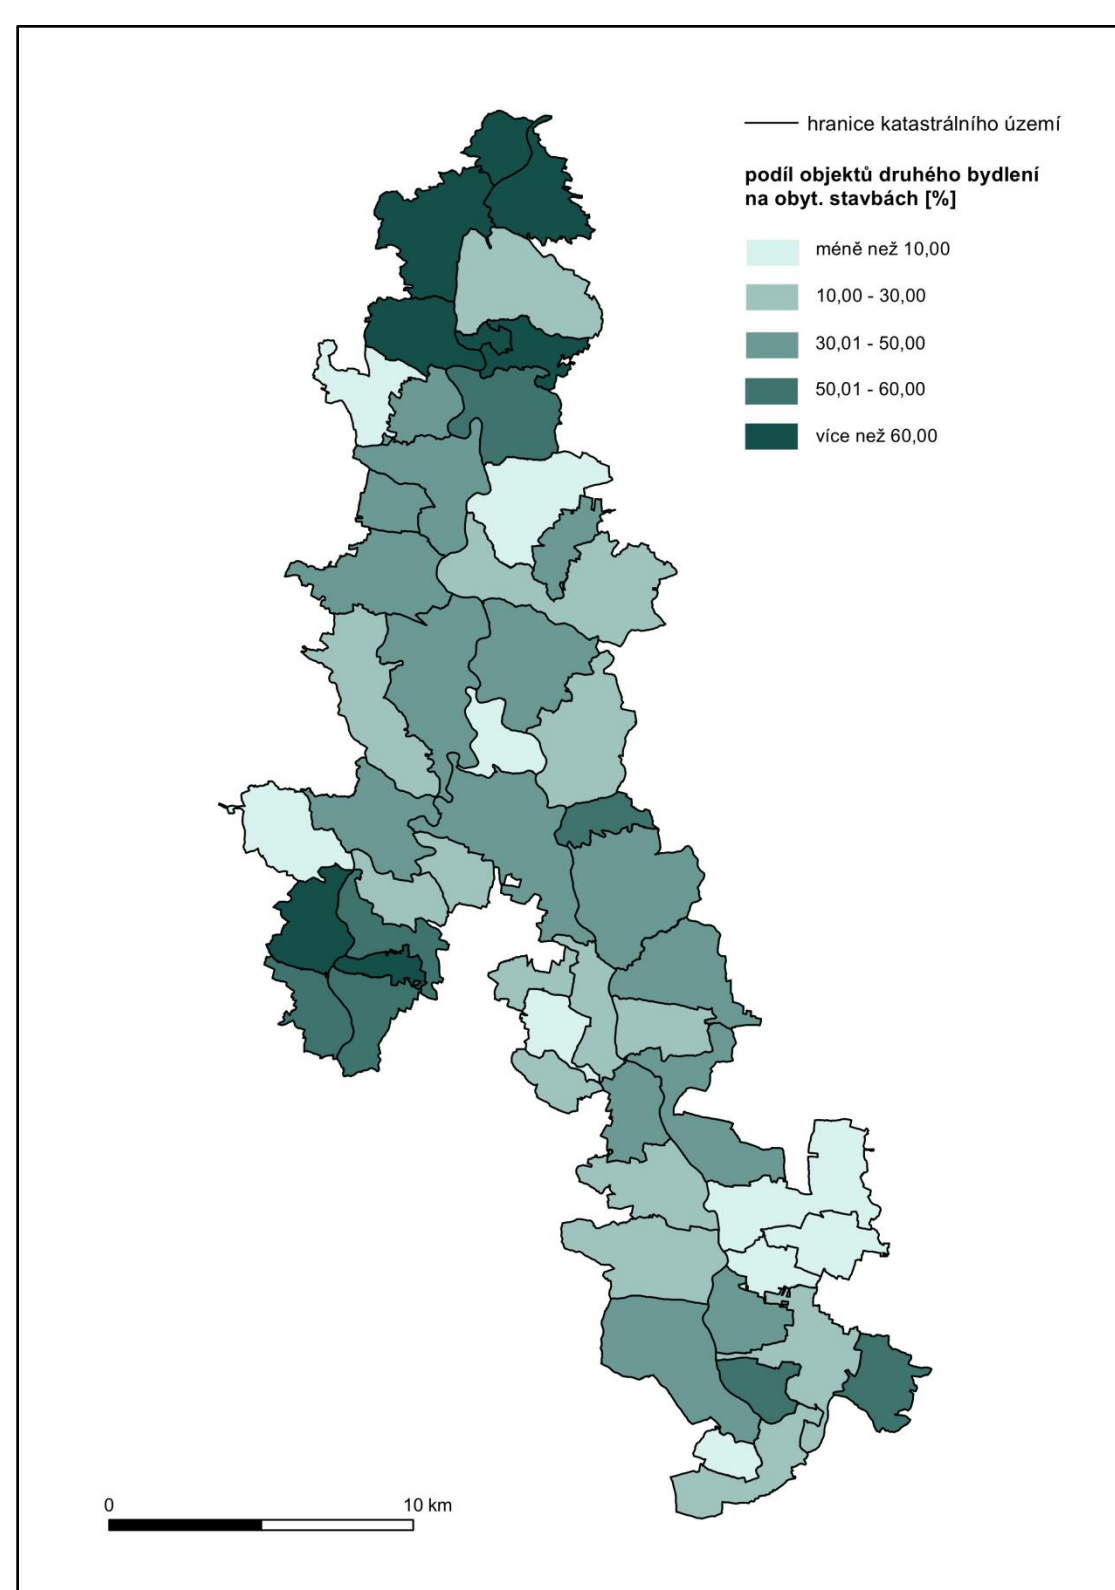 hranice katastrálního území
podíl objektů druhého bydlení
na obyt. stavbách [%]
méně než 10,00
10,00 - 30,00
30,01 - 50,00
50,01 - 60,00
více než 60,00
0 10 km